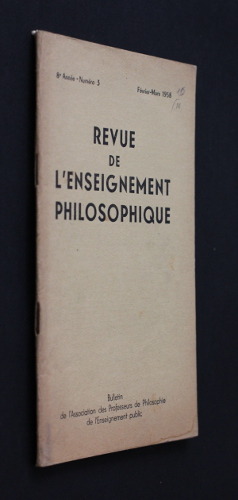 8e Année - Numéro 3
Février-Mars 1958
REVUE
DE
L'ENSEIGNEMENT
PHILOSOPHIQUE
Bulletin
de l'Association des Professeurs de Philosophie
de l'Enseignement public